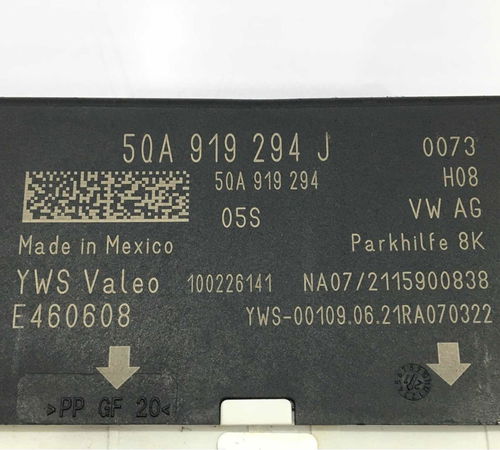 5QA 919 294 J 0073
5QA 919 294 H08
05S VW AG
Made in Mexico Parkhilfe 8K
YWS Valeo 100226141 NA07/2115900838
E460608 YWS-00109.06.21RA070322
>PP GF 20<